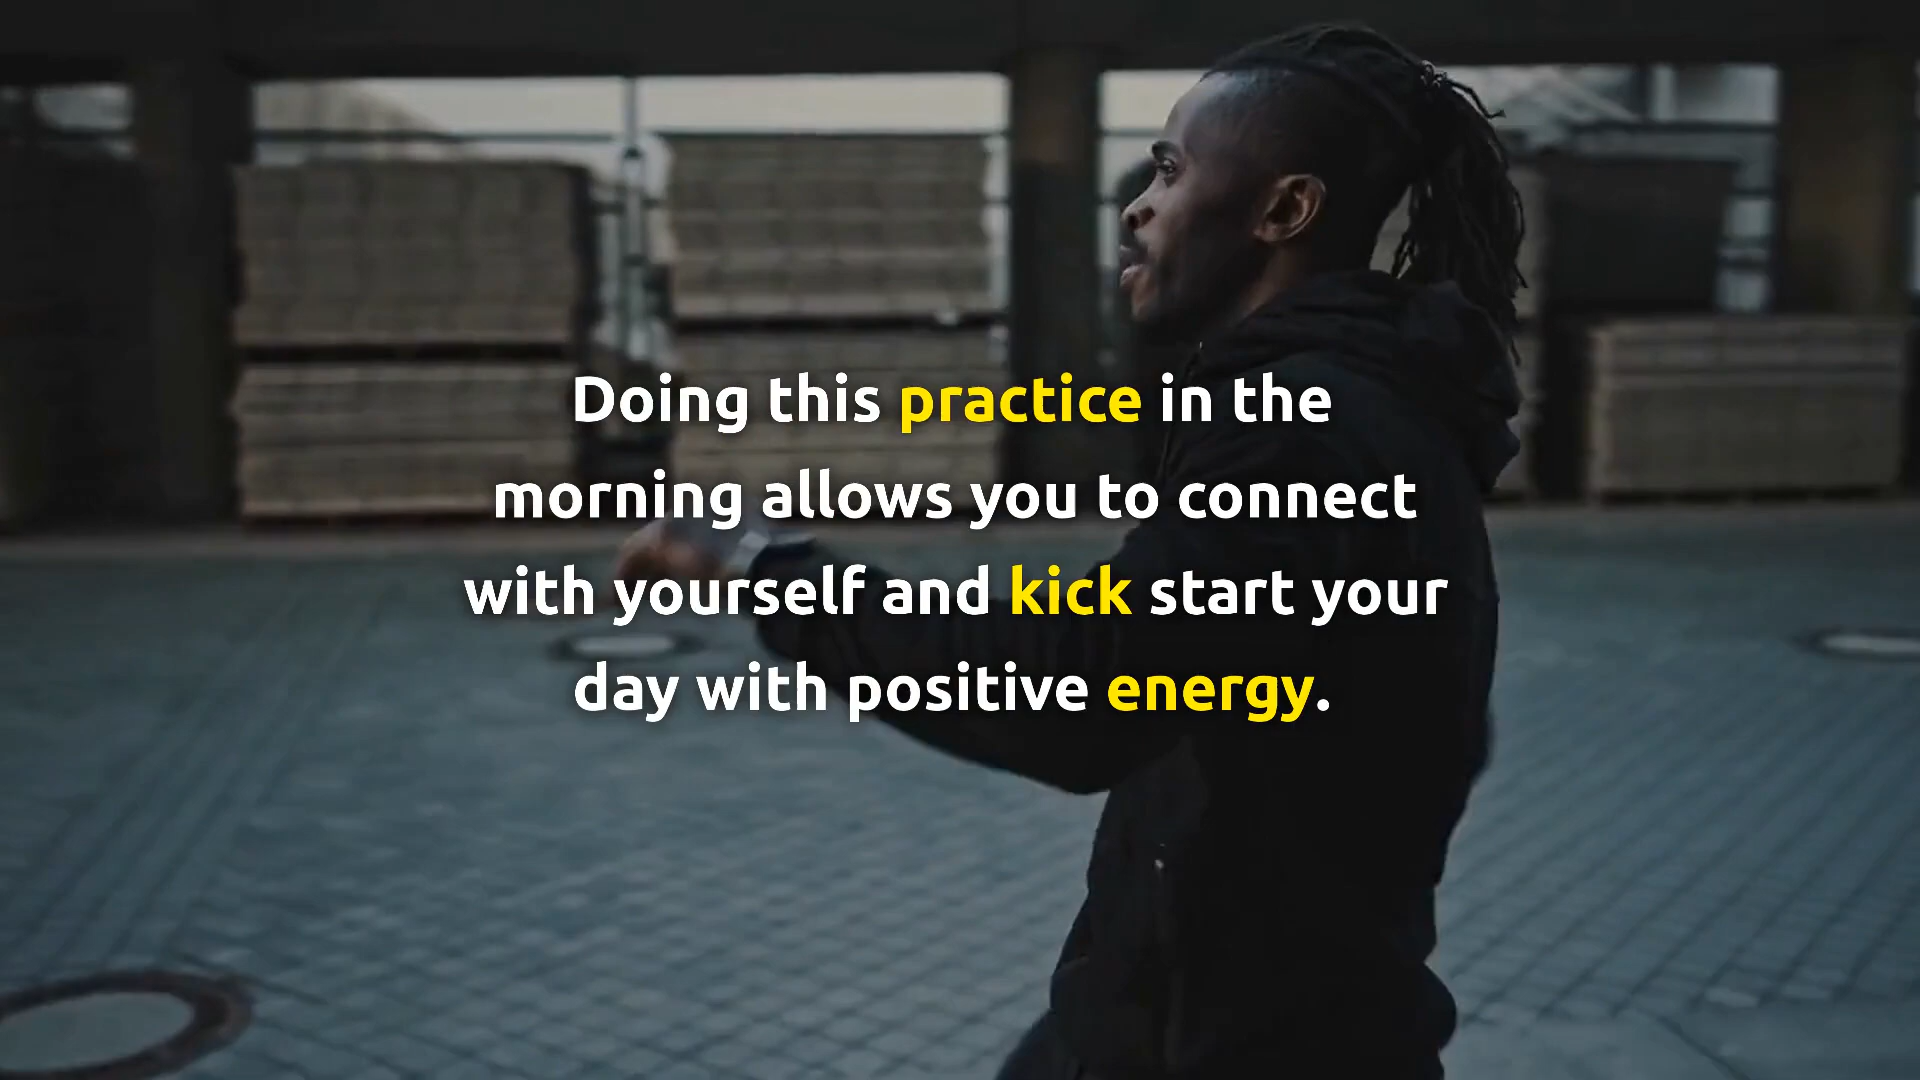 Doing this practice in the
morning allows you to connect
with yourself and kick start your
day with positive energy.